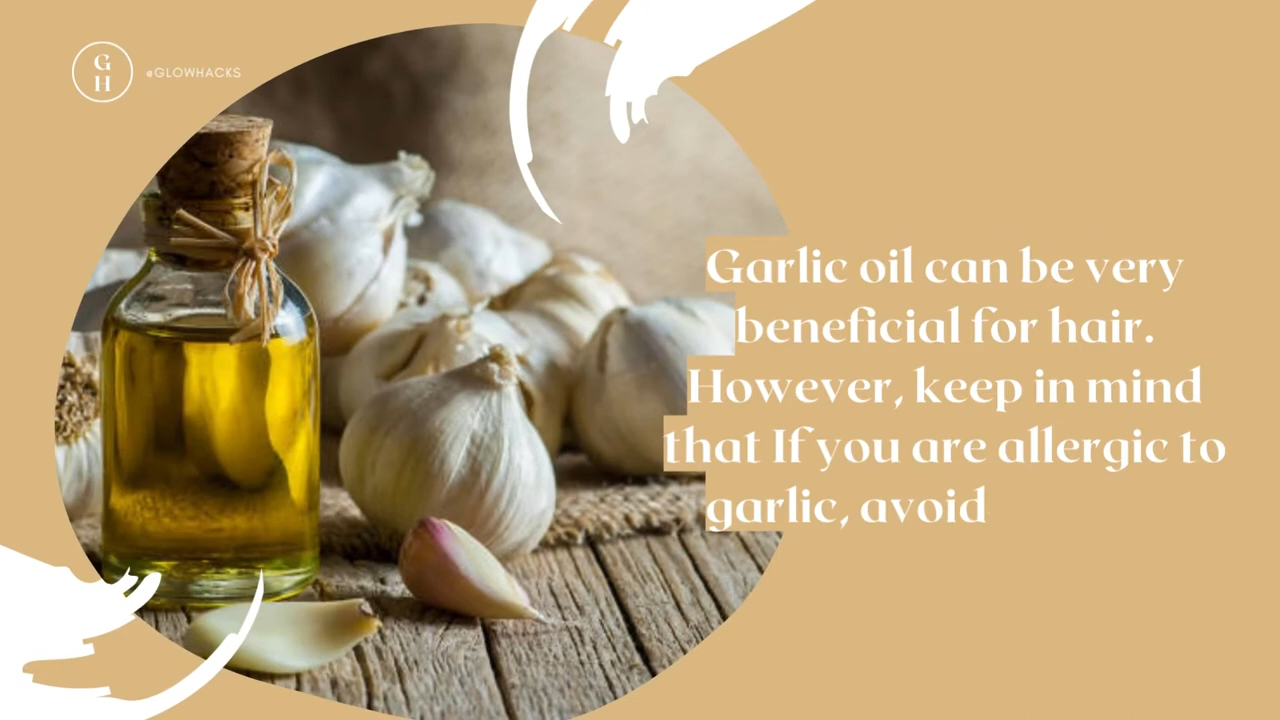 G
H
@GLOWHACKS
Garlic oil can be very
beneficial for hair.
However, keep in mind
that If you are allergic to
garlic, avoid